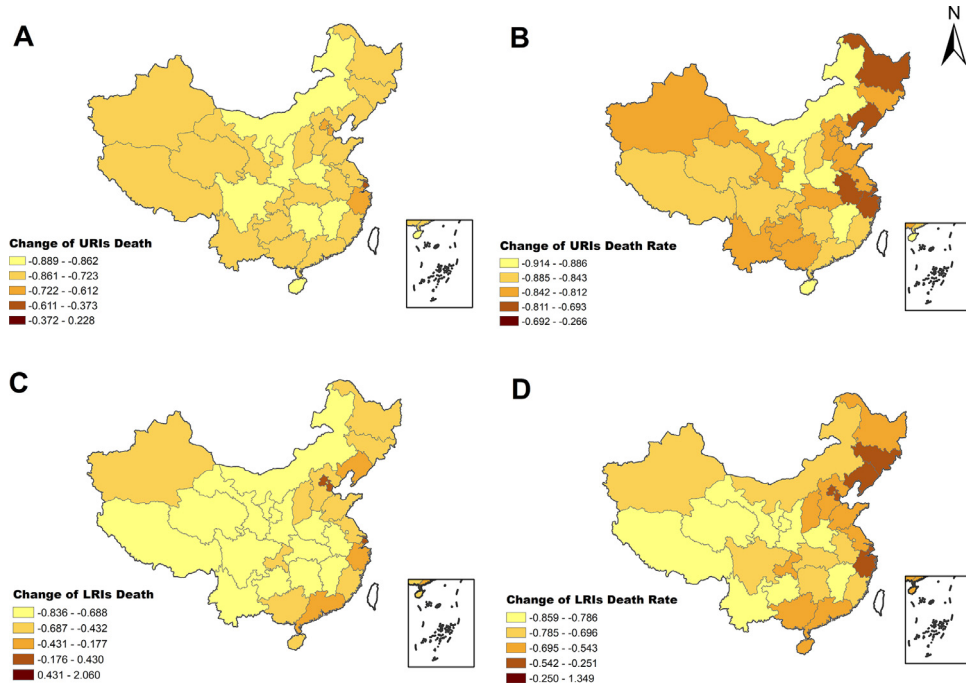 A
B
N
Change of URIs Death
-0.889 - -0.862
-0.861 - -0.723
-0.722 - -0.612
-0.611 - -0.373
-0.372 - 0.228
Change of URIs Death Rate
-0.914 - -0.886
-0.885 - -0.843
-0.842 - -0.812
-0.811 - -0.693
-0.692 - -0.266
C
D
Change of LRIs Death
-0.836 - -0.688
-0.687 - -0.432
-0.431 - -0.177
-0.176 - 0.430
0.431 - 2.060
Change of LRIs Death Rate
-0.859 - -0.786
-0.785 - -0.696
-0.695 - -0.543
-0.542 - -0.251
-0.250 - 1.349